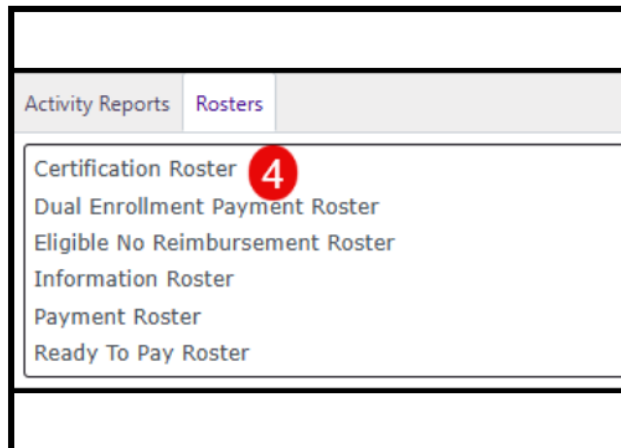 Activity Reports Rosters
Certification Roster 4
Dual Enrollment Payment Roster
Eligible No Reimbursement Roster
Information Roster
Payment Roster
Ready To Pay Roster